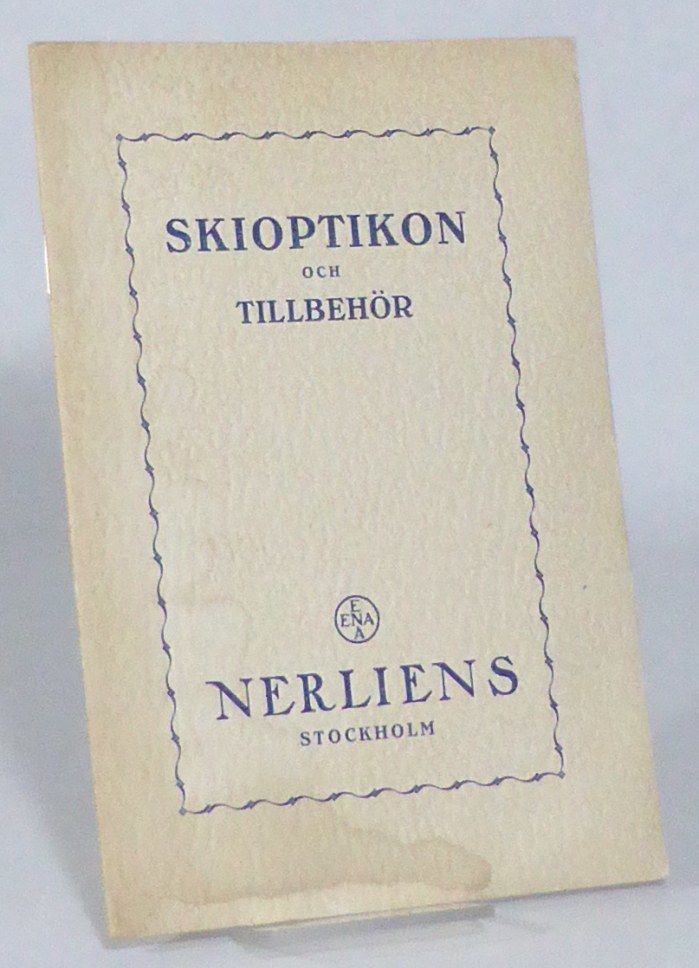 SKIOPTIKON
OCH
TILLBEHÖR
E
ENA
A
NERLIENS
STOCKHOLM